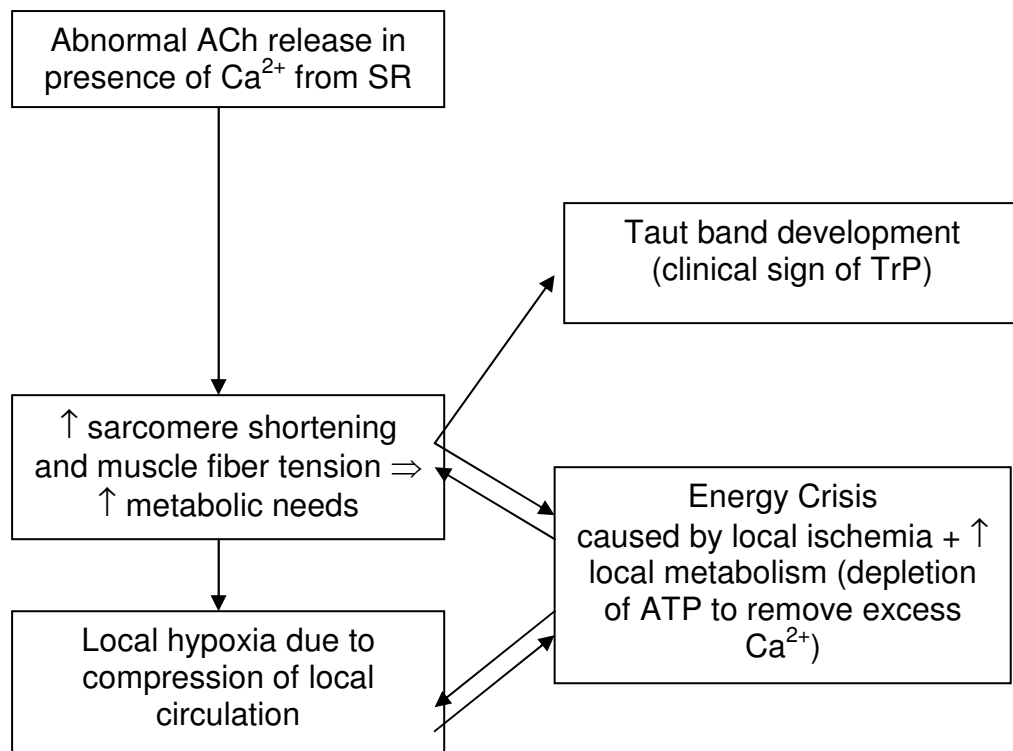 Abnormal ACh release in
presence of Ca²⁺ from SR
Taut band development
(clinical sign of TrP)
↑ sarcomere shortening
and muscle fiber tension ⇒
↑ metabolic needs
Energy Crisis
caused by local ischemia + ↑
local metabolism (depletion
of ATP to remove excess
Ca²⁺)
Local hypoxia due to
compression of local
circulation